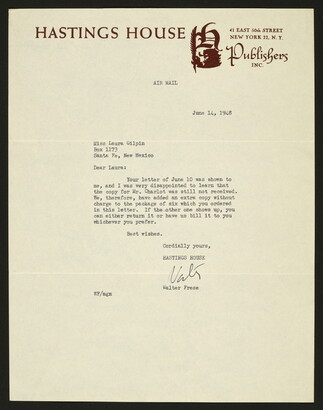 HASTINGS HOUSE
41 EAST 50th STREET
NEW YORK 22, N. Y.
Publishers
INC.
AIR MAIL
June 14, 1948
Miss Laura Gilpin
Box 1173
Santa Fe, New Mexico
Dear Laura:
Your letter of June 10 was shown to
me, and I was very disappointed to learn that
the copy for Mr. Charlot was still not received.
We, therefore, have added an extra copy without
charge to the package of six which you ordered
in this letter. If the other one shows up, you
can either return it or have us bill it to you
whichever you prefer.
Best wishes.
Cordially yours,
HASTINGS HOUSE
Walter
Walter Frese
WF/mgm